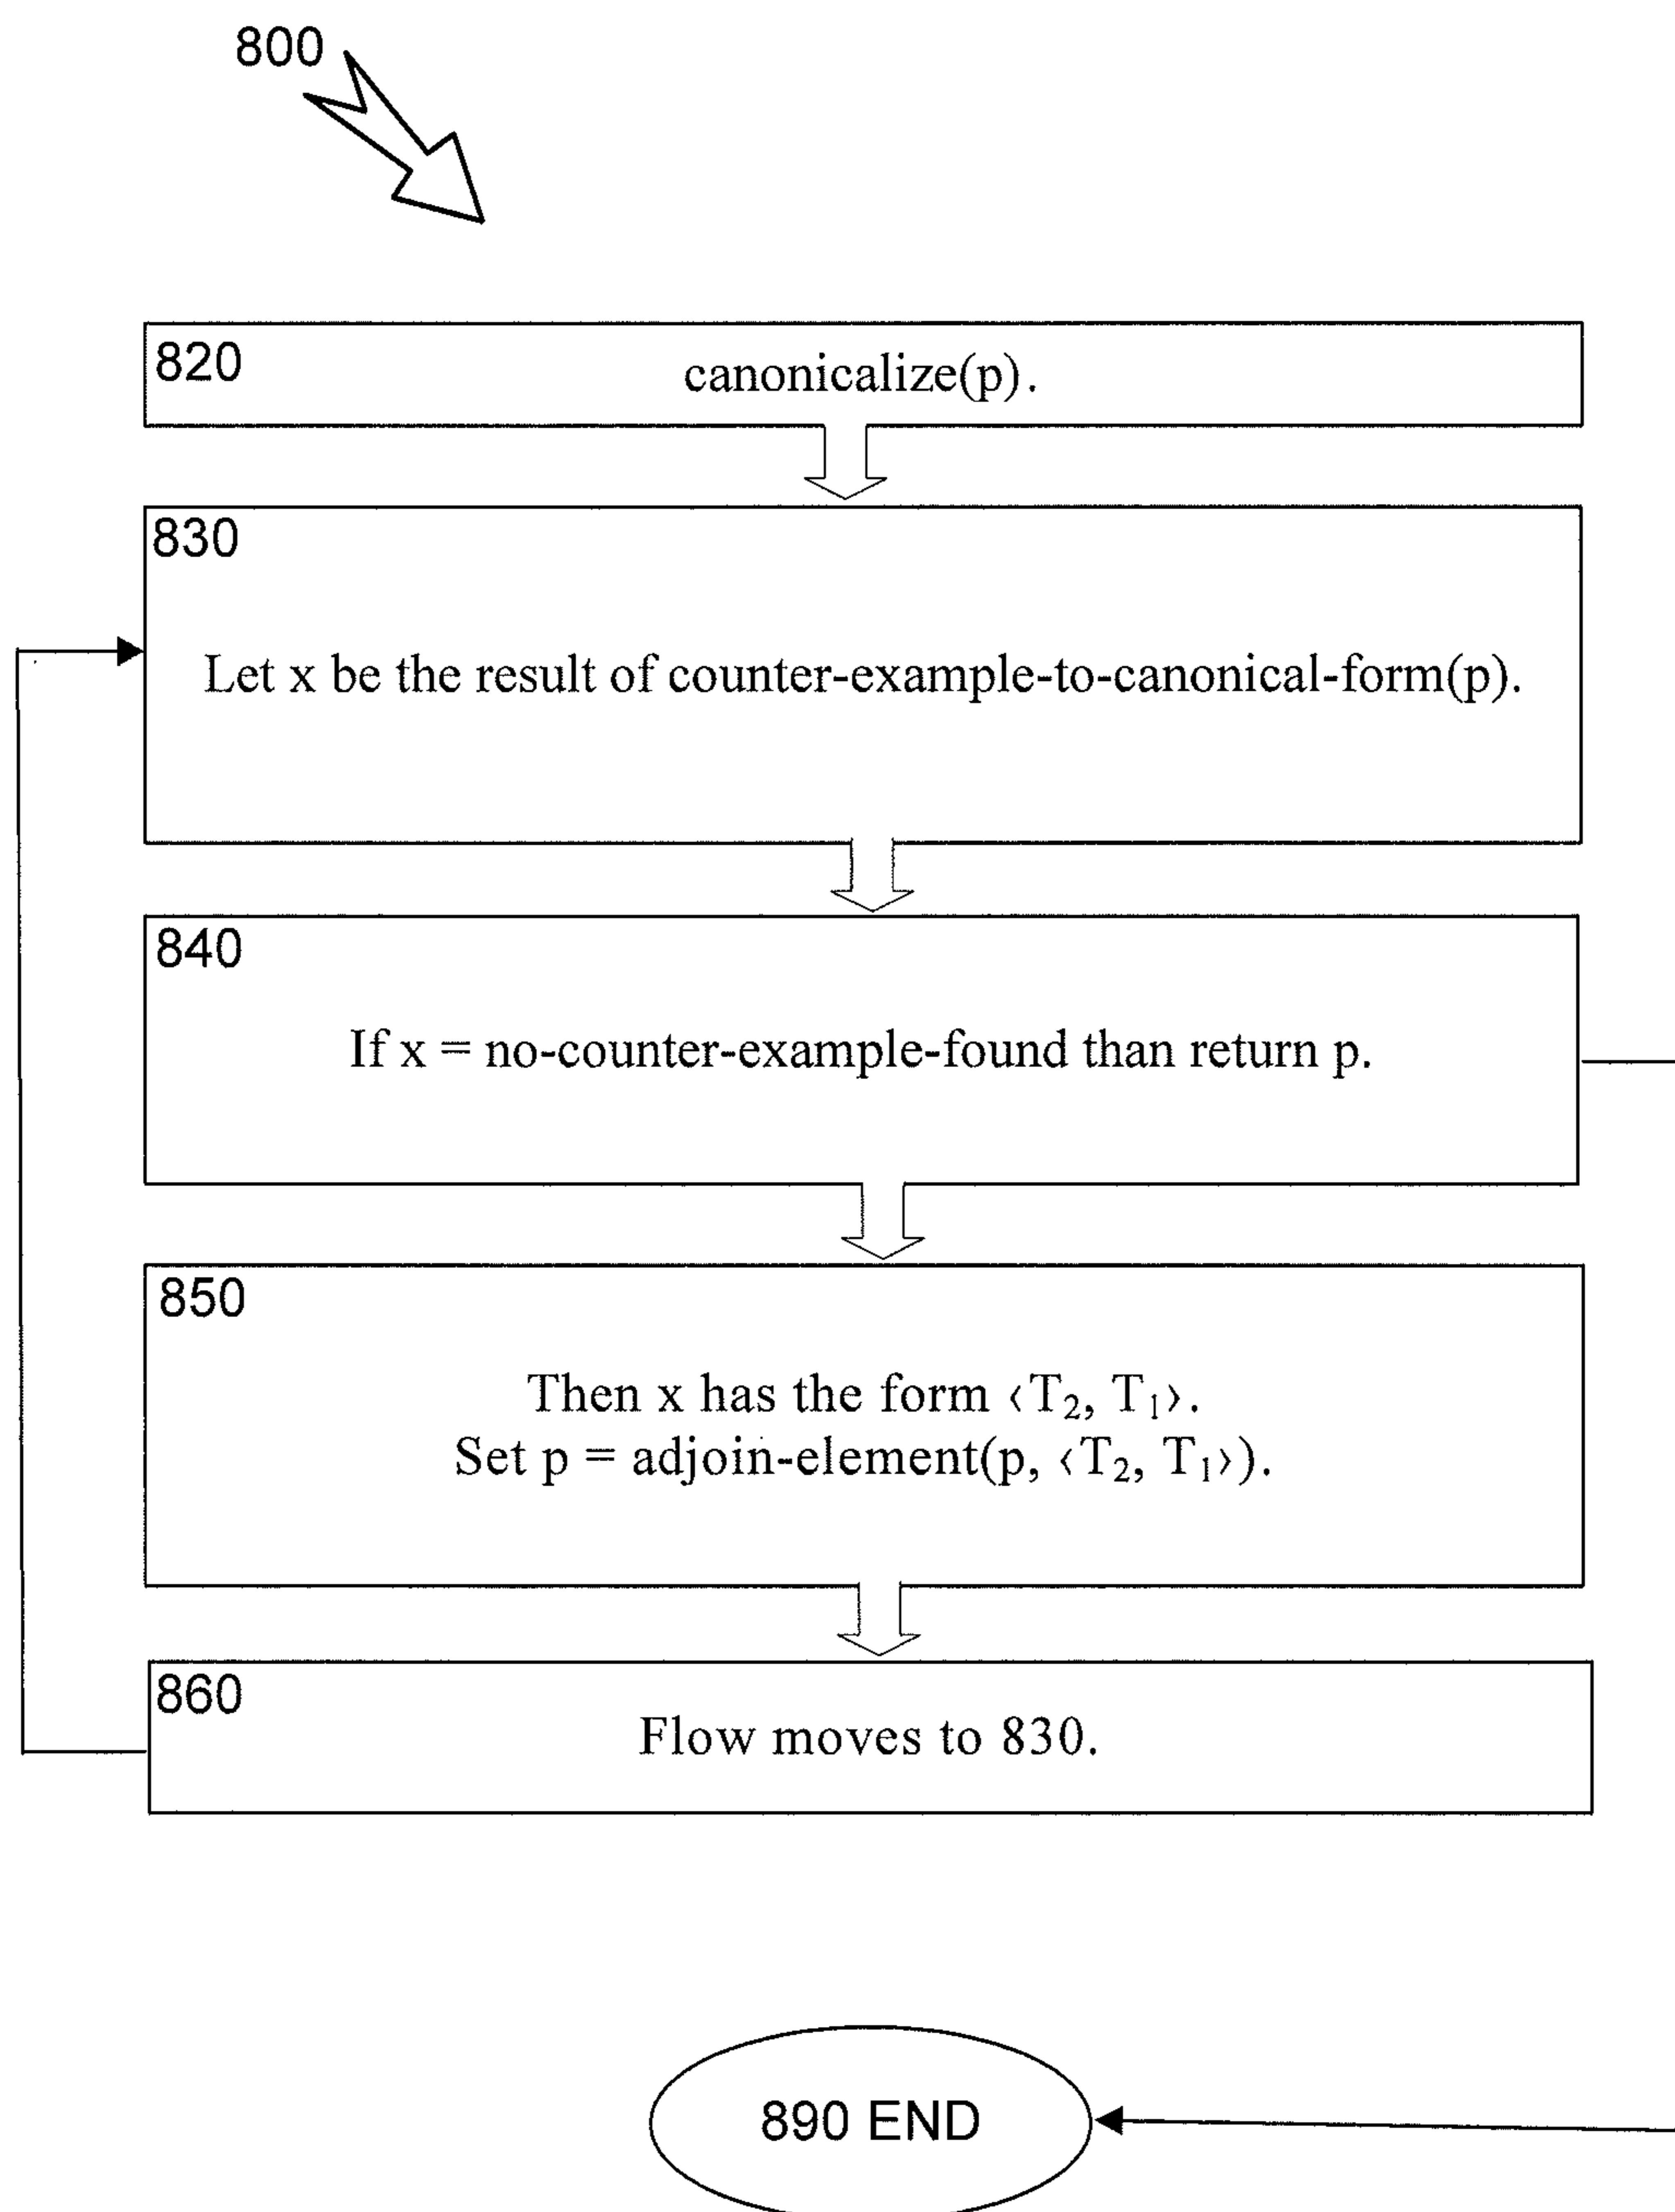 800
820
canonicalize(p).
830
Let x be the result of counter-example-to-canonical-form(p).
840
If x = no-counter-example-found than return p.
850
Then x has the form ‹T₂, T₁›.
Set p = adjoin-element(p, ‹T₂, T₁›).
860
Flow moves to 830.
890 END